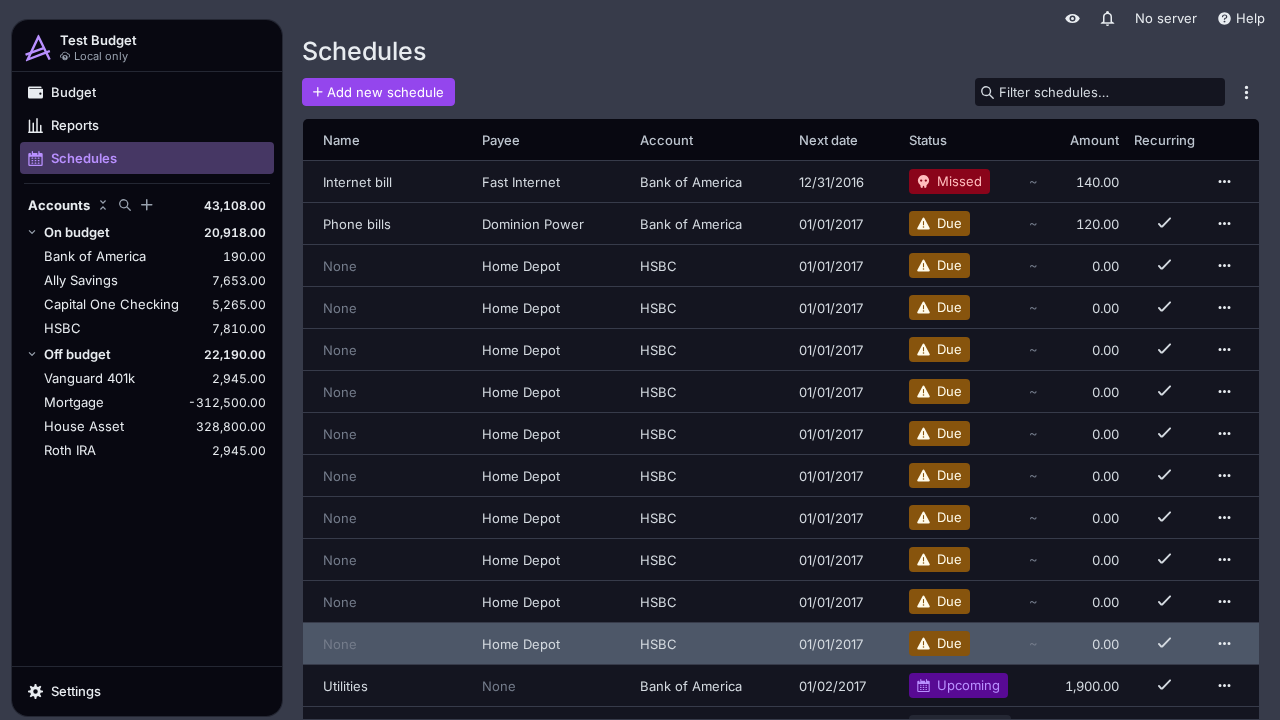 No server
Help
Test Budget
Local only
Budget
Reports
Schedules
Accounts 43,108.00
On budget 20,918.00
Bank of America 190.00
Ally Savings 7,653.00
Capital One Checking 5,265.00
HSBC 7,810.00
Off budget 22,190.00
Vanguard 401k 2,945.00
Mortgage -312,500.00
House Asset 328,800.00
Roth IRA 2,945.00
Settings
Schedules
Add new schedule
Filter schedules...
Name Payee Account Next date Status Amount Recurring
Internet bill Fast Internet Bank of America 12/31/2016 Missed ~ 140.00
Phone bills Dominion Power Bank of America 01/01/2017 Due ~ 120.00
None Home Depot HSBC 01/01/2017 Due ~ 0.00
None Home Depot HSBC 01/01/2017 Due ~ 0.00
None Home Depot HSBC 01/01/2017 Due ~ 0.00
None Home Depot HSBC 01/01/2017 Due ~ 0.00
None Home Depot HSBC 01/01/2017 Due ~ 0.00
None Home Depot HSBC 01/01/2017 Due ~ 0.00
None Home Depot HSBC 01/01/2017 Due ~ 0.00
None Home Depot HSBC 01/01/2017 Due ~ 0.00
None Home Depot HSBC 01/01/2017 Due ~ 0.00
None Home Depot HSBC 01/01/2017 Due ~ 0.00
Utilities None Bank of America 01/02/2017 Upcoming 1,900.00